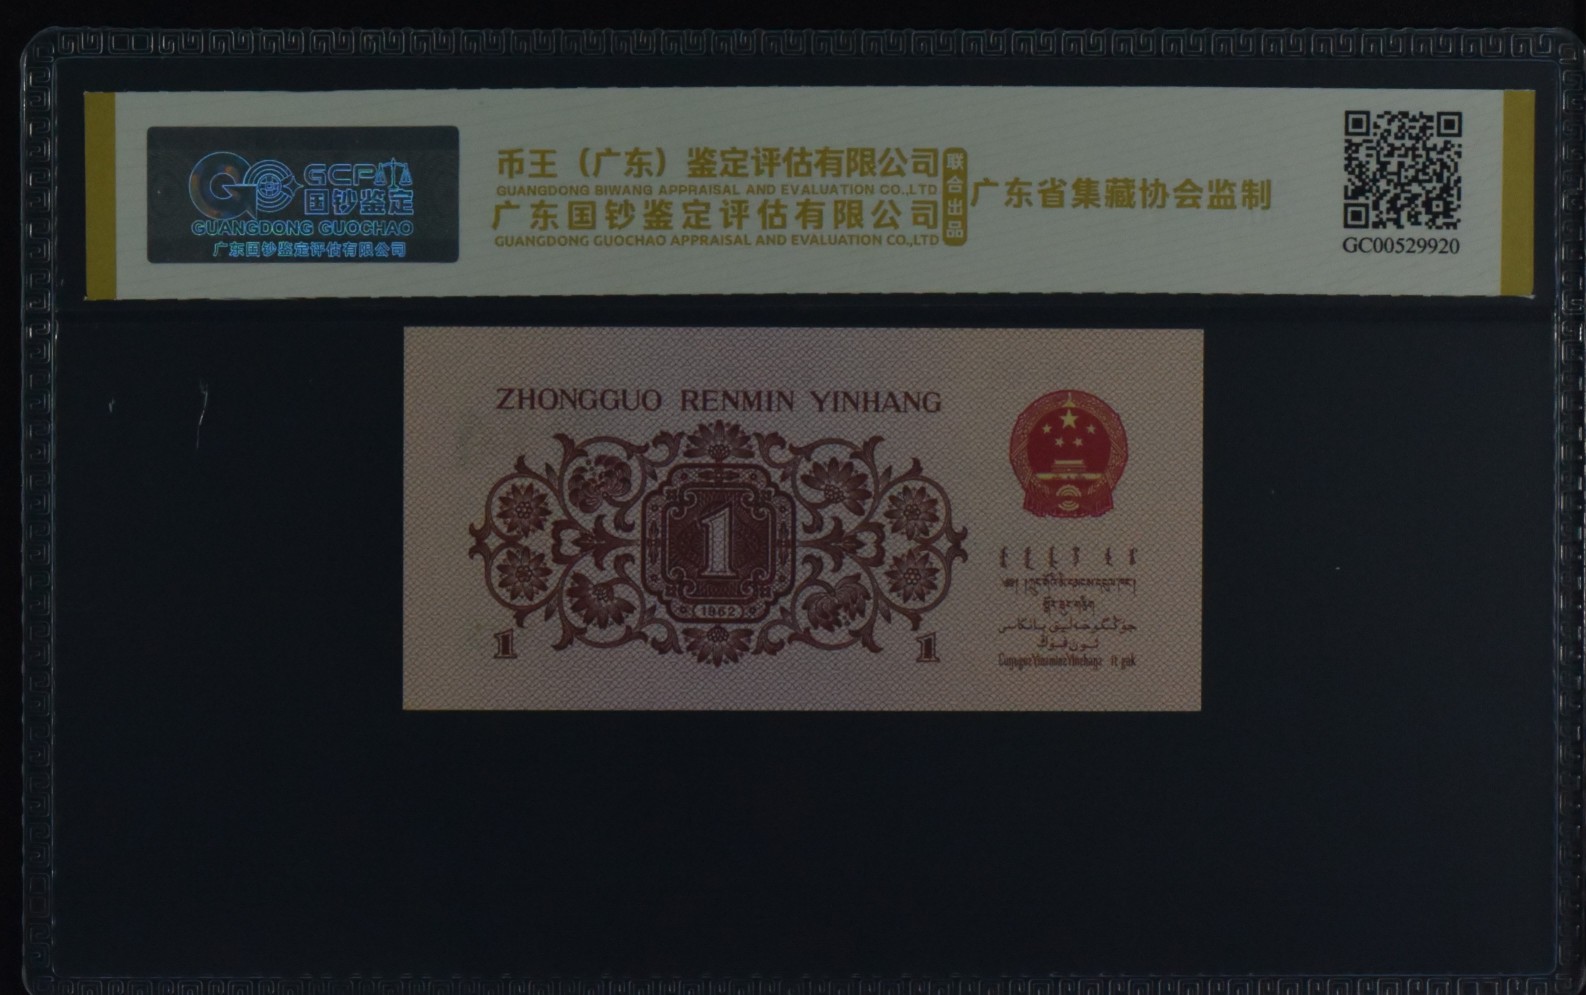 GCP
国钞鉴定
GUANGDONG GUOCHAO
广东国钞鉴定评估有限公司
币王（广东）鉴定评估有限公司
GUANGDONG BIWANG APPRAISAL AND EVALUATION CO.,LTD
广东国钞鉴定评估有限公司
GUANGDONG GUOCHAO APPRAISAL AND EVALUATION CO.,LTD
联合出品
广东省集藏协会监制
GC00529920
ZHONGGUO RENMIN YINHANG
1
1962
1 1